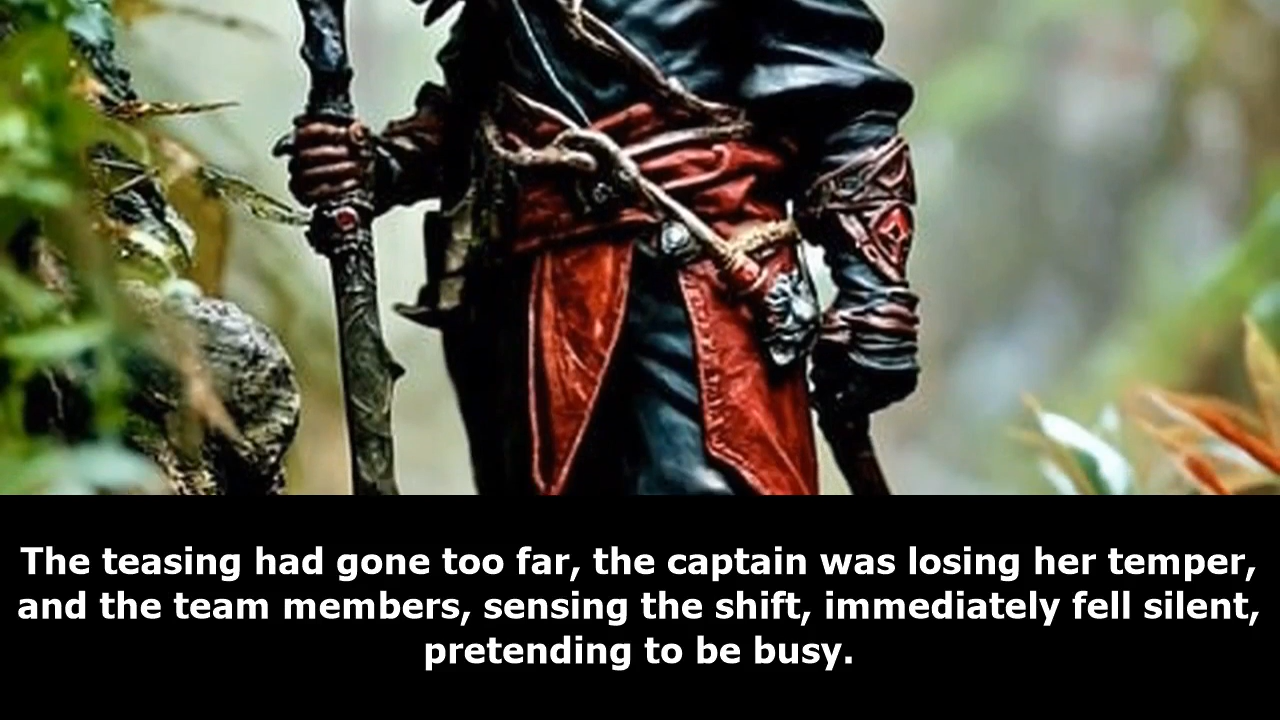 The teasing had gone too far, the captain was losing her temper,
and the team members, sensing the shift, immediately fell silent,
pretending to be busy.